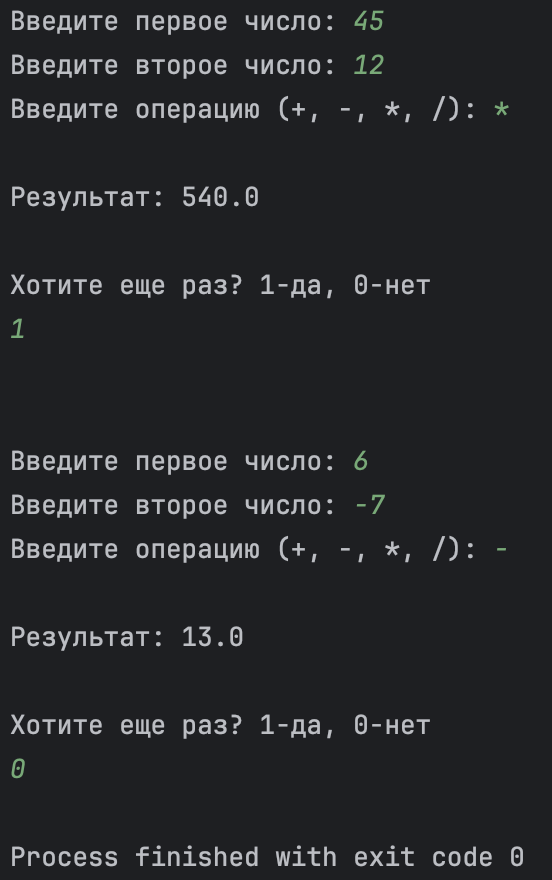 Введите первое число: 45
Введите второе число: 12
Введите операцию (+, -, *, /): *
Результат: 540.0
Хотите еще раз? 1-да, 0-нет
1
Введите первое число: 6
Введите второе число: -7
Введите операцию (+, -, *, /): -
Результат: 13.0
Хотите еще раз? 1-да, 0-нет
0
Process finished with exit code 0